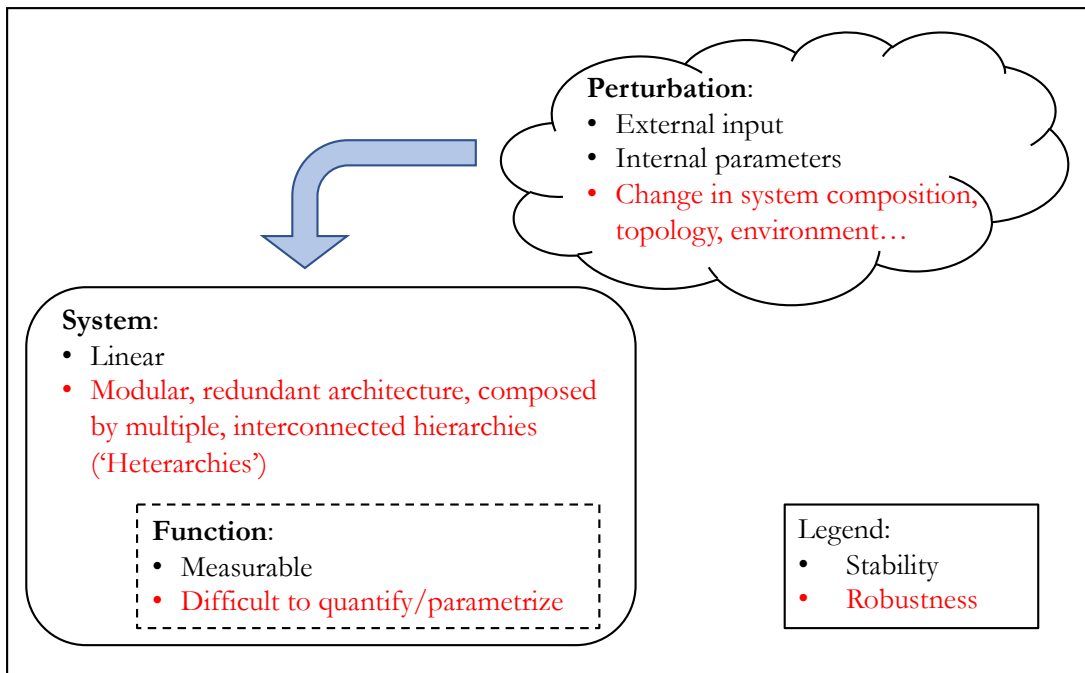 Perturbation:
• External input
• Internal parameters
• Change in system composition,
topology, environment…
System:
• Linear
• Modular, redundant architecture, composed
by multiple, interconnected hierarchies
(‘Heterarchies’)
Function:
• Measurable
• Difficult to quantify/parametrize
Legend:
• Stability
• Robustness